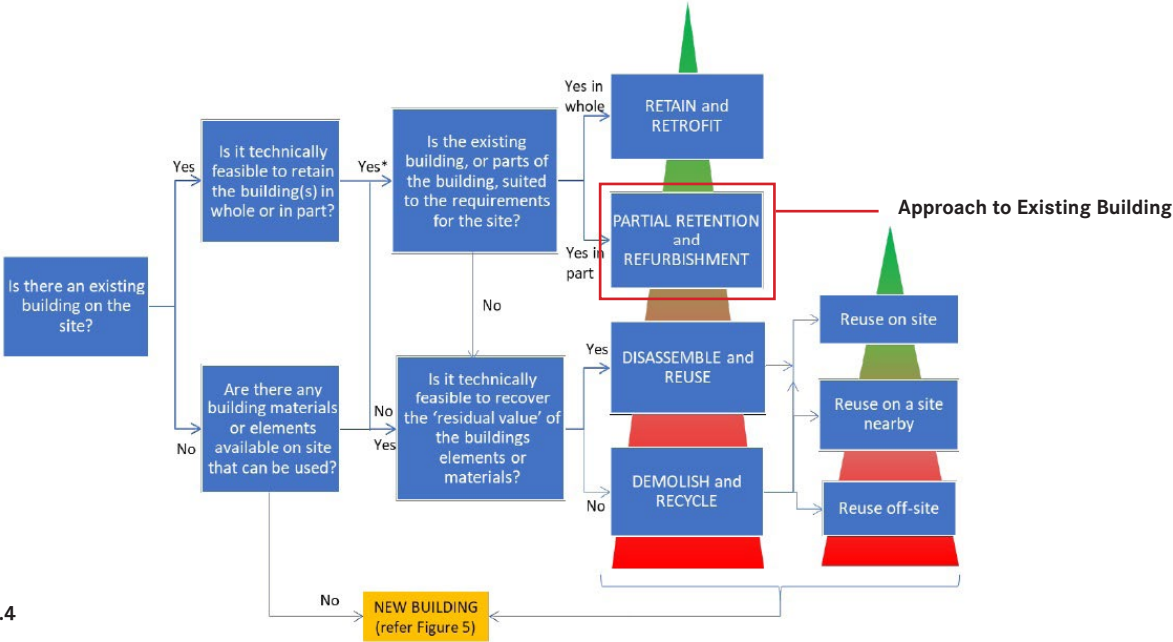 Is there an existing
building on the
site?
Yes
No
Is it technically
feasible to retain
the building(s) in
whole or in part?
Are there any
building materials
or elements
available on site
that can be used?
Yes*
No
Yes
Is the existing
building, or parts of
the building, suited
to the requirements
for the site?
No
Is it technically
feasible to recover
the ‘residual value’ of
the buildings
elements or
materials?
Yes in
whole
Yes in
part
Yes
No
RETAIN and
RETROFIT
PARTIAL RETENTION
and
REFURBISHMENT
Approach to Existing Building
DISASSEMBLE and
REUSE
DEMOLISH and
RECYCLE
Reuse on site
Reuse on a site
nearby
Reuse off-site
No
NEW BUILDING
(refer Figure 5)
.4